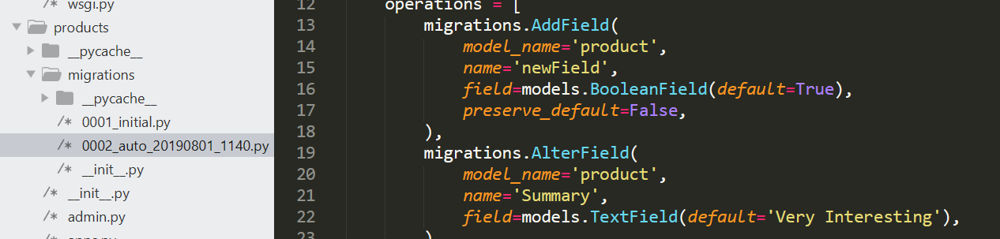 wsgi.py
products
__pycache__
migrations
__pycache__
/* 0001_initial.py
/* 0002_auto_20190801_1140.py
/* __init__.py
/* __init__.py
admin.py
12 operations = [
13 migrations.AddField(
14 model_name='product',
15 name='newField',
16 field=models.BooleanField(default=True),
17 preserve_default=False,
18 ),
19 migrations.AlterField(
20 model_name='product',
21 name='Summary',
22 field=models.TextField(default='Very Interesting'),
23 )